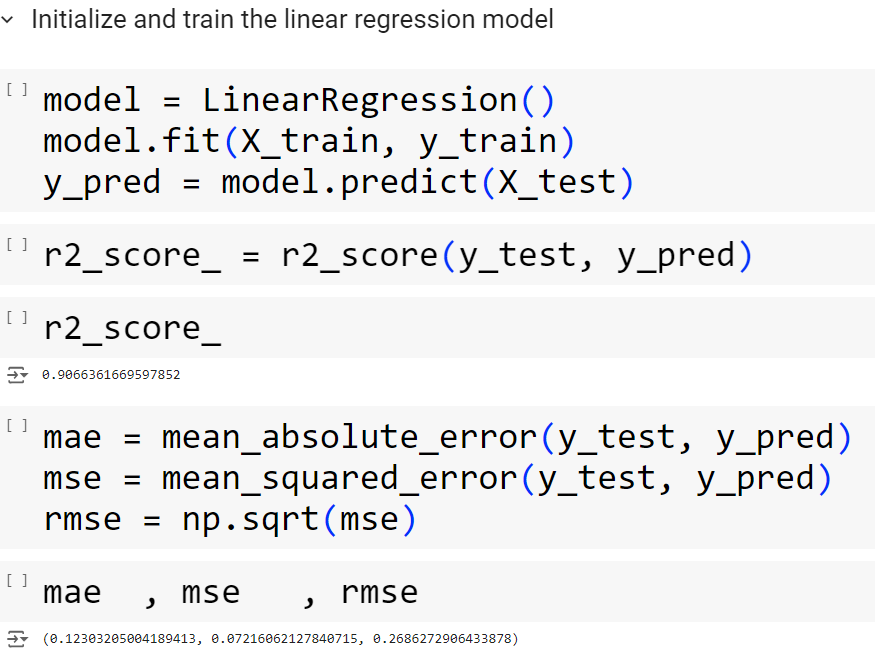 Initialize and train the linear regression model
[ ] model = LinearRegression()
model.fit(X_train, y_train)
y_pred = model.predict(X_test)
[ ] r2_score_ = r2_score(y_test, y_pred)
[ ] r2_score_
0.9066361669597852
[ ] mae = mean_absolute_error(y_test, y_pred)
mse = mean_squared_error(y_test, y_pred)
rmse = np.sqrt(mse)
[ ] mae , mse , rmse
(0.12303205004189413, 0.07216062127840715, 0.2686272906433878)